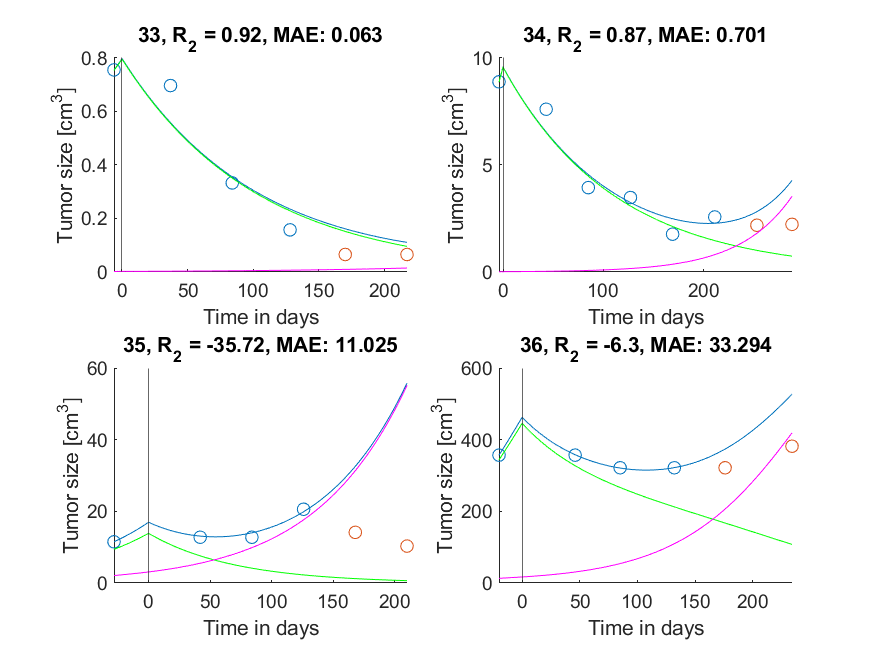 33, R₂ = 0.92, MAE: 0.063
Tumor size [cm³]
0.8
0.6
0.4
0.2
0
0 50 100 150 200
Time in days
34, R₂ = 0.87, MAE: 0.701
Tumor size [cm³]
10
5
0
0 100 200
Time in days
35, R₂ = -35.72, MAE: 11.025
Tumor size [cm³]
60
40
20
0
0 50 100 150 200
Time in days
36, R₂ = -6.3, MAE: 33.294
Tumor size [cm³]
600
400
200
0
0 100 200
Time in days